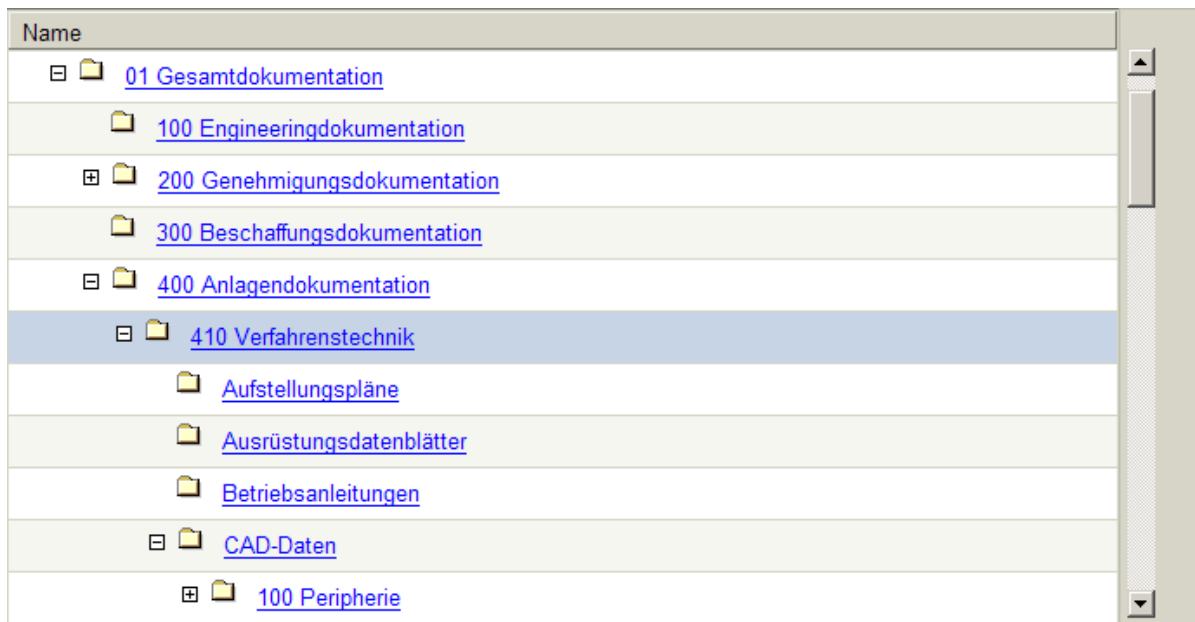 Name
01 Gesamtdokumentation
100 Engineeringdokumentation
200 Genehmigungsdokumentation
300 Beschaffungsdokumentation
400 Anlagendokumentation
410 Verfahrenstechnik
Aufstellungspläne
Ausrüstungsdatenblätter
Betriebsanleitungen
CAD-Daten
100 Peripherie